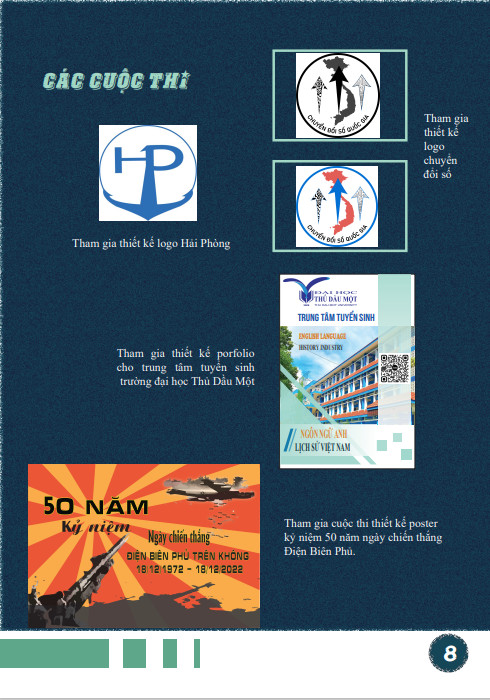 CÁC CUỘC THI
CHUYỂN ĐỔI SỐ QUỐC GIA
Tham gia
thiết kế
logo
chuyển
đổi số
HP
Tham gia thiết kế logo Hải Phòng
CHUYỂN ĐỔI SỐ QUỐC GIA
ĐẠI HỌC
THỦ DẦU MỘT
TRUNG TÂM TUYỂN SINH
ENGLISH LANGUAGE
HISTORY INDUSTRY
NGÔN NGỮ ANH
LỊCH SỬ VIỆT NAM
Tham gia thiết kế porfolio
cho trung tâm tuyển sinh
trường đại học Thủ Dầu Một
50 NĂM
Kỷ niệm
Ngày chiến thắng
ĐIỆN BIÊN PHỦ TRÊN KHÔNG
18.12.1972 - 18.12.2022
Tham gia cuộc thi thiết kế poster
kỷ niệm 50 năm ngày chiến thắng
Điện Biên Phủ.
8